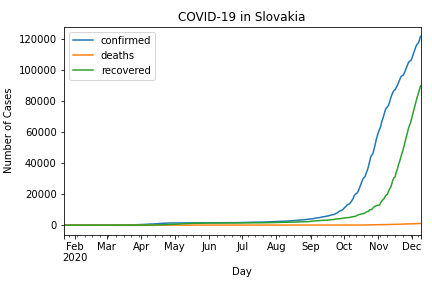 COVID-19 in Slovakia
confirmed
deaths
recovered
120000
100000
80000
60000
40000
20000
0
Number of Cases
Feb Mar Apr May Jun Jul Aug Sep Oct Nov Dec
2020
Day